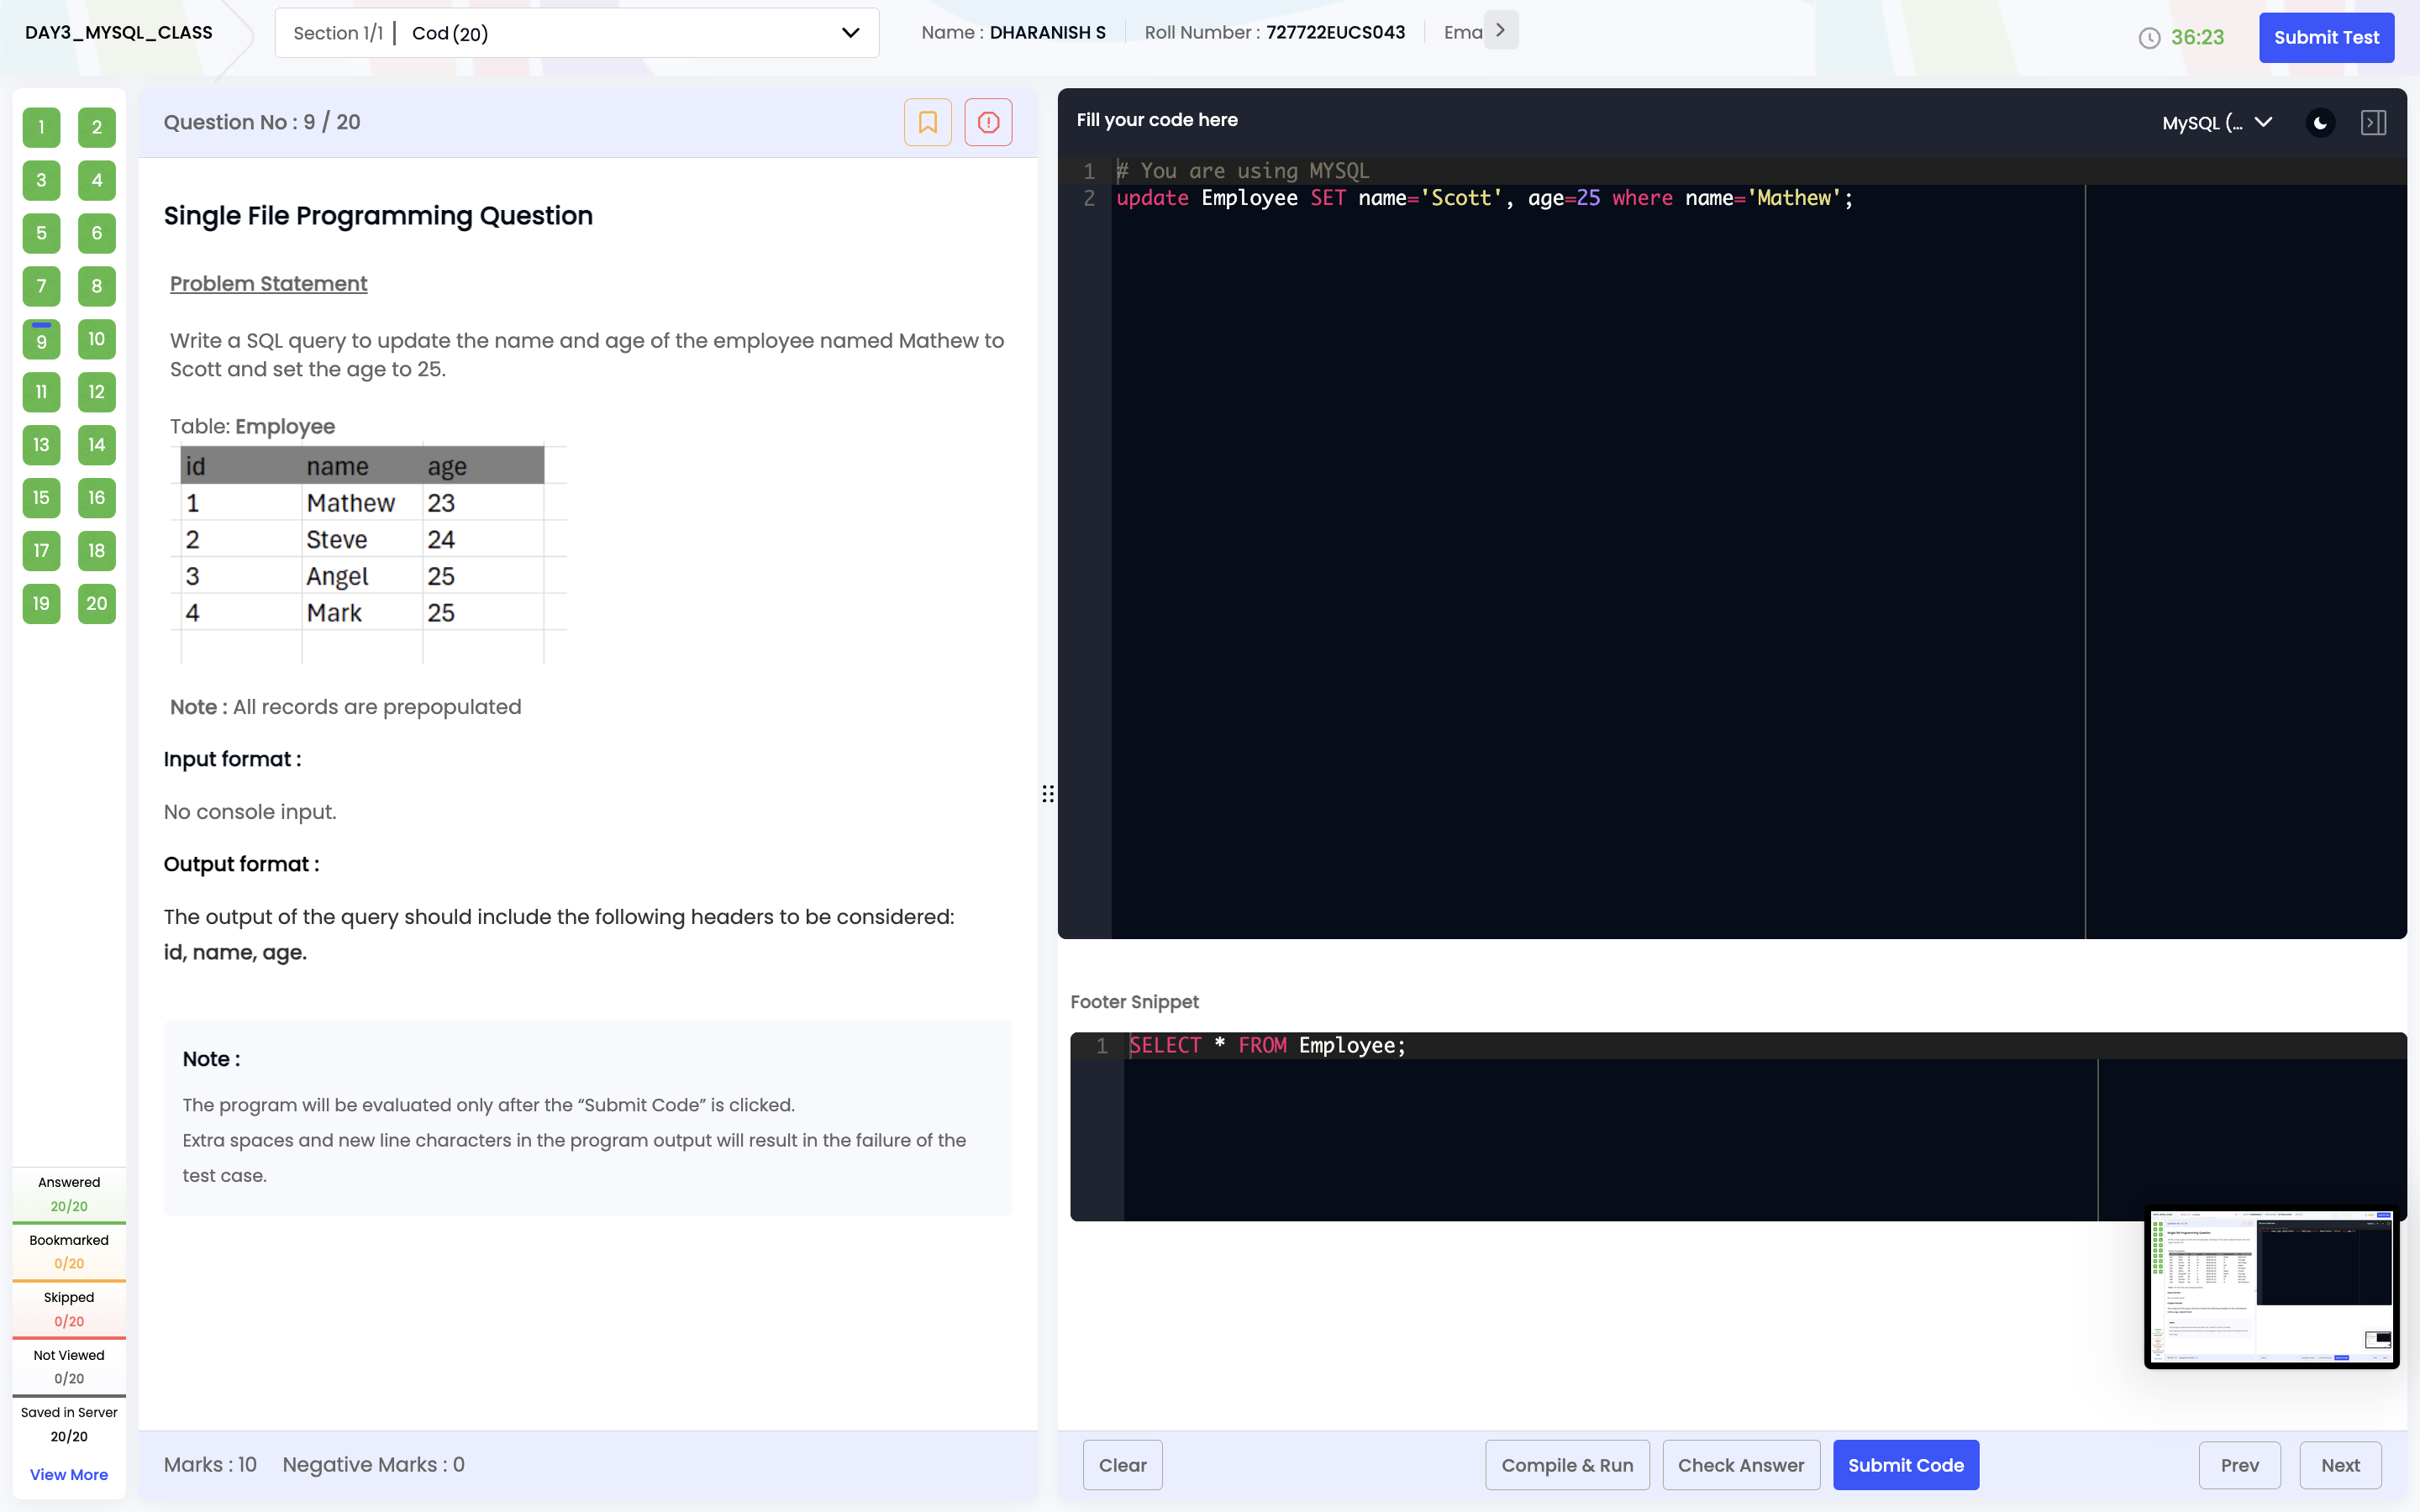 DAY3_MYSQL_CLASS
Section 1/1 | Cod (20)
Name : DHARANISH S
Roll Number : 727722EUCS043
Ema
36:23
Submit Test
1 2
3 4
5 6
7 8
9 10
11 12
13 14
15 16
17 18
19 20
Answered
20/20
Bookmarked
0/20
Skipped
0/20
Not Viewed
0/20
Saved in Server
20/20
View More
Question No : 9 / 20
Single File Programming Question
Problem Statement
Write a SQL query to update the name and age of the employee named Mathew to
Scott and set the age to 25.
Table: Employee
id name age
1 Mathew 23
2 Steve 24
3 Angel 25
4 Mark 25
Note : All records are prepopulated
Input format :
No console input.
Output format :
The output of the query should include the following headers to be considered:
id, name, age.
Note :
The program will be evaluated only after the “Submit Code” is clicked.
Extra spaces and new line characters in the program output will result in the failure of the
test case.
Marks : 10 Negative Marks : 0
Fill your code here
MySQL (...
1 # You are using MYSQL
2 update Employee SET name='Scott', age=25 where name='Mathew';
Footer Snippet
1 SELECT * FROM Employee;
Clear
Compile & Run
Check Answer
Submit Code
Prev
Next